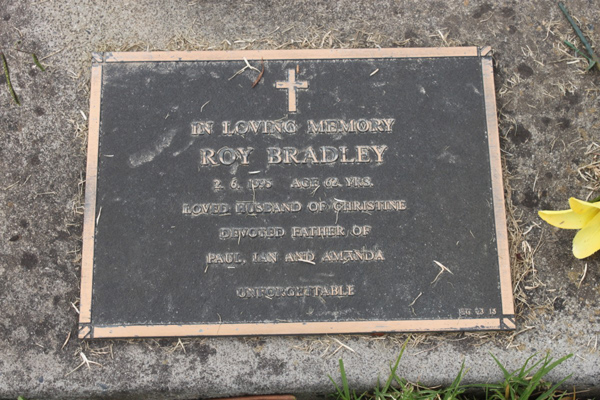 IN LOVING MEMORY
ROY BRADLEY
2. 6. 1995 AGE 62 YRS.
LOVED HUSBAND OF CHRISTINE
DEVOTED FATHER OF
PAUL, IAN AND AMANDA
UNFORGETTABLE